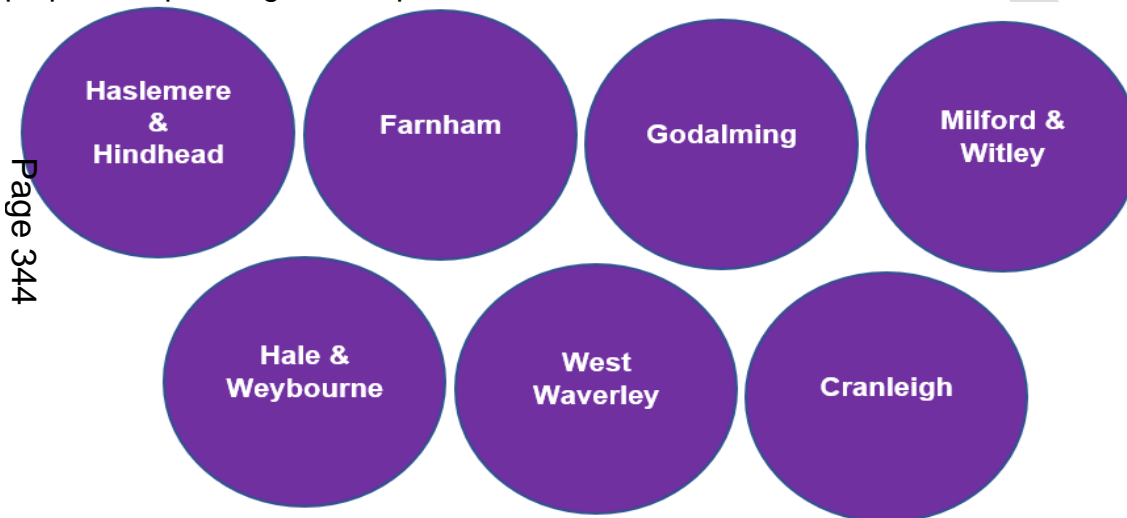 Haslemere
&
Hindhead
Farnham
Godalming
Milford &
Witley
Page 344
Hale &
Weybourne
West
Waverley
Cranleigh